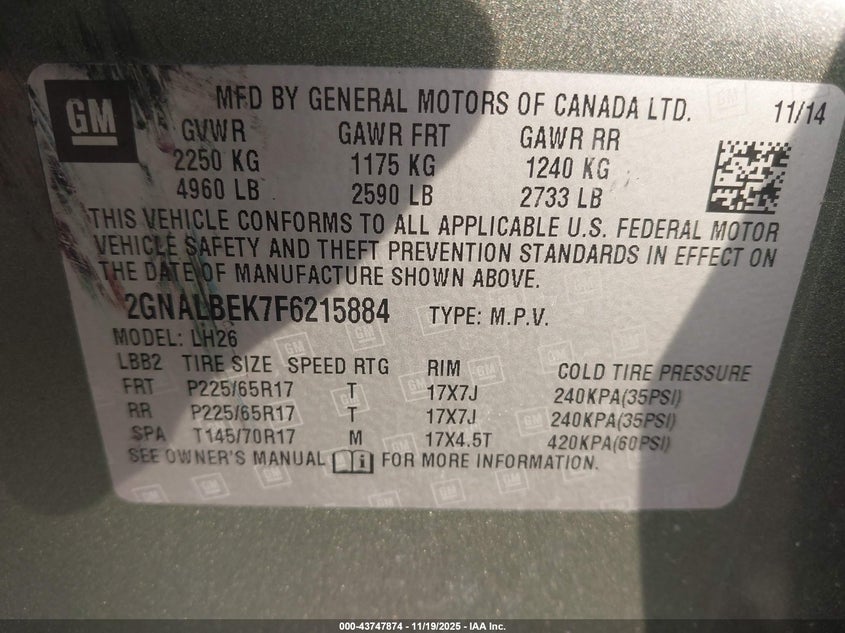 GM
MFD BY GENERAL MOTORS OF CANADA LTD. 11/14
GVWR GAWR FRT GAWR RR
2250 KG 1175 KG 1240 KG
4960 LB 2590 LB 2733 LB
THIS VEHICLE CONFORMS TO ALL APPLICABLE U.S. FEDERAL MOTOR
VEHICLE SAFETY AND THEFT PREVENTION STANDARDS IN EFFECT ON
THE DATE OF MANUFACTURE SHOWN ABOVE.
2GNALBEK7F6215884 TYPE: M.P.V.
MODEL: LH26
LBB2 TIRE SIZE SPEED RTG RIM COLD TIRE PRESSURE
FRT P225/65R17 T 17X7J 240KPA(35PSI)
RR P225/65R17 T 17X7J 240KPA(35PSI)
SPA T145/70R17 M 17X4.5T 420KPA(60PSI)
SEE OWNER'S MANUAL FOR MORE INFORMATION.
000-43747874 - 11/19/2025 - IAA Inc.